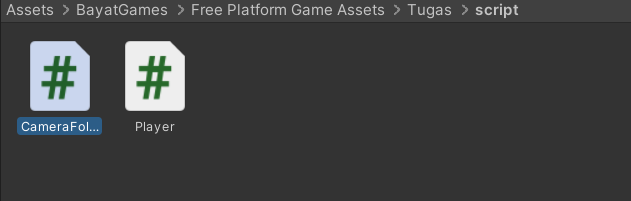 Assets > BayatGames > Free Platform Game Assets > Tugas > script
# #
CameraFol... Player